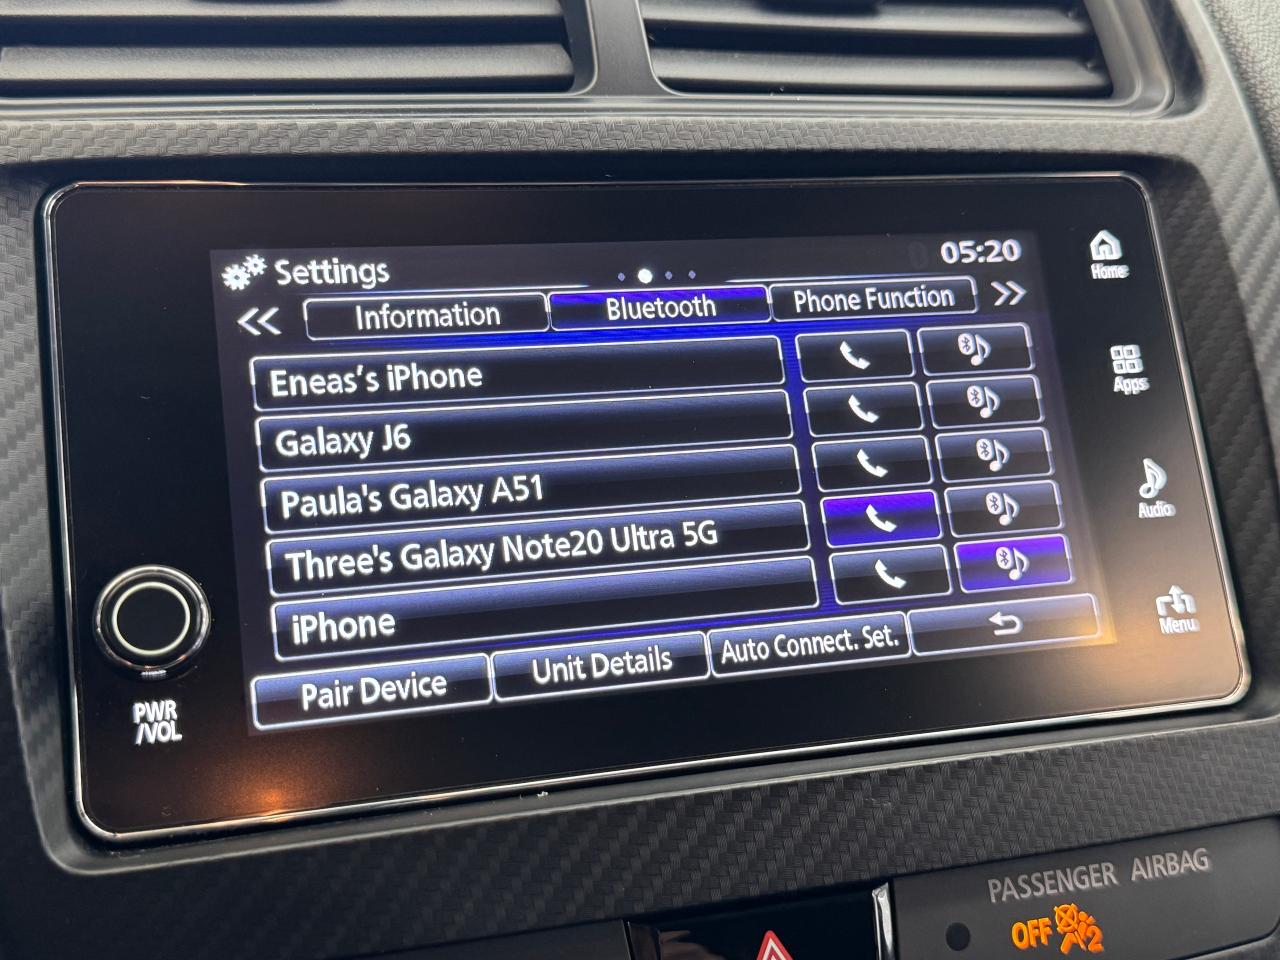 Settings
05:20
Information
Bluetooth
Phone Function
Eneas's iPhone
Galaxy J6
Paula's Galaxy A51
Three's Galaxy Note20 Ultra 5G
iPhone
Pair Device
Unit Details
Auto Connect. Set.
Home
Apps
Audio
Menu
PWR
/VOL
PASSENGER AIRBAG
OFF
2